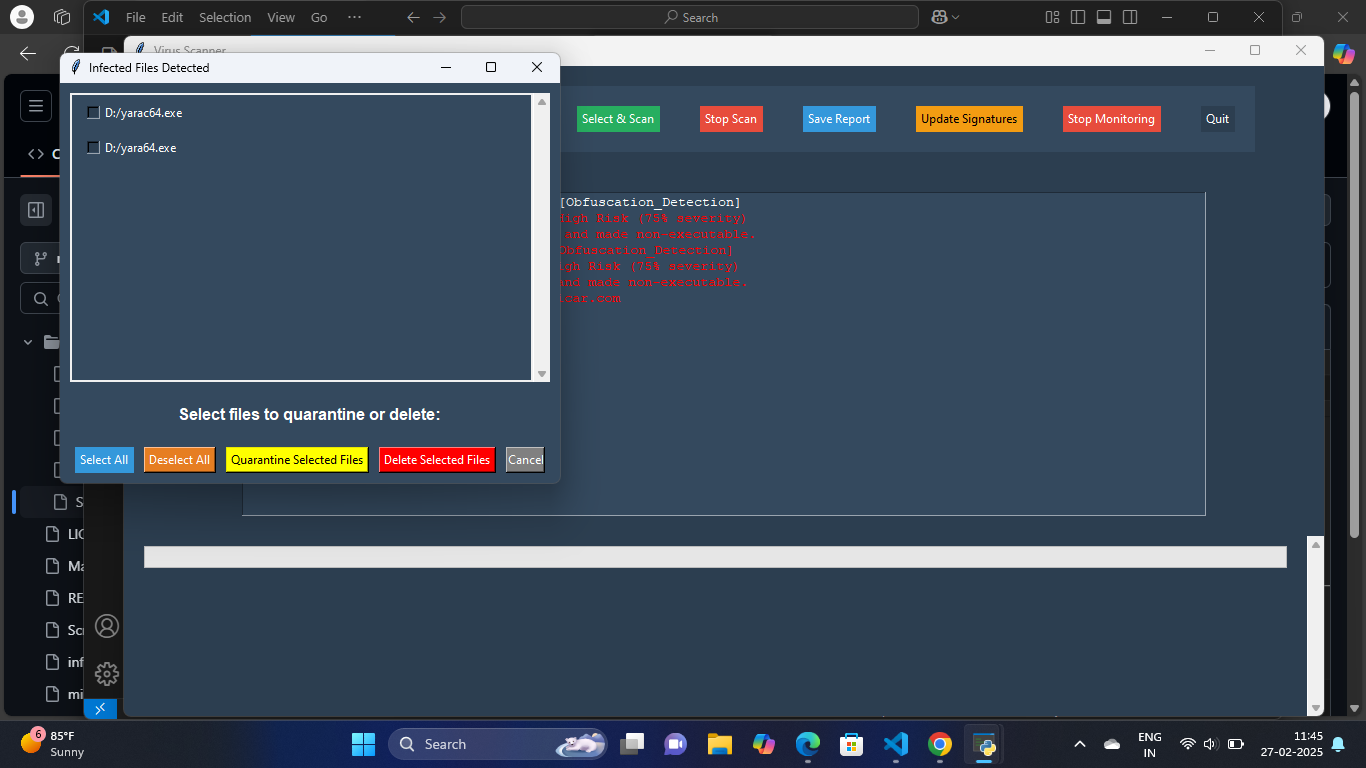 File Edit Selection View Go ··· Search
Virus Scanner
Infected Files Detected
D:/yarac64.exe
D:/yara64.exe
Select files to quarantine or delete:
Select All Deselect All Quarantine Selected Files Delete Selected Files Cancel
Select & Scan Stop Scan Save Report Update Signatures Stop Monitoring Quit
[Obfuscation_Detection]
High Risk (75% severity)
and made non-executable.
Obfuscation_Detection]
gh Risk (75% severity)
and made non-executable.
icar.com
S
LIC
Ma
RE
Scr
inf
mi
6
85°F
Sunny
Search
ENG
IN
11:45
27-02-2025